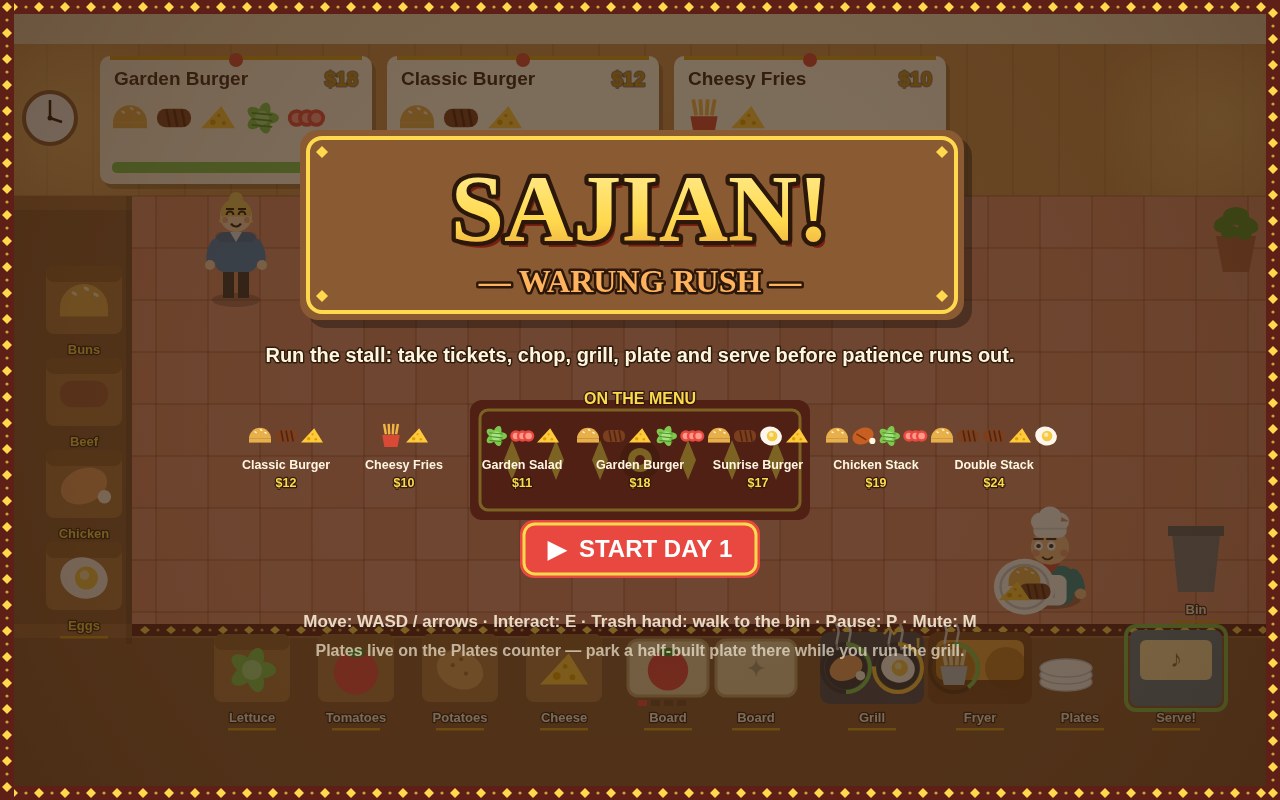 Garden Burger $18
Classic Burger $12
Cheesy Fries $10
SAJIAN!
— WARUNG RUSH —
Run the stall: take tickets, chop, grill, plate and serve before patience runs out.
ON THE MENU
Classic Burger Cheesy Fries Garden Salad Garden Burger Sunrise Burger Chicken Stack Double Stack
$12 $10 $11 $18 $17 $19 $24
▶ START DAY 1
Buns
Beef
Chicken
Eggs
Bin
Move: WASD / arrows · Interact: E · Trash hand: walk to the bin · Pause: P · Mute: M
Plates live on the Plates counter — park a half-built plate there while you run the grill.
Lettuce Tomatoes Potatoes Cheese Board Board Grill Fryer Plates Serve!